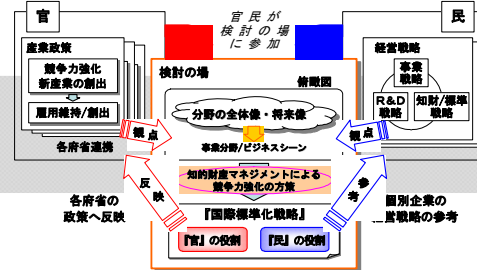 官
官民が
検討の場
に参加
民
産業政策
競争力強化
新産業の創出
雇用維持/創出
各府省連携
検討の場
俯瞰図
分野の全体像・将来像
事業分野/ビジネスシーン
知的財産マネジメントによる
競争力強化の方策
『国際標準化戦略』
『官』の役割
『民』の役割
経営戦略
事業
戦略
R&D
戦略
知財/標準
戦略
観点
観点
反映
参考
各府省の
政策へ反映
個別企業の
経営戦略の参考